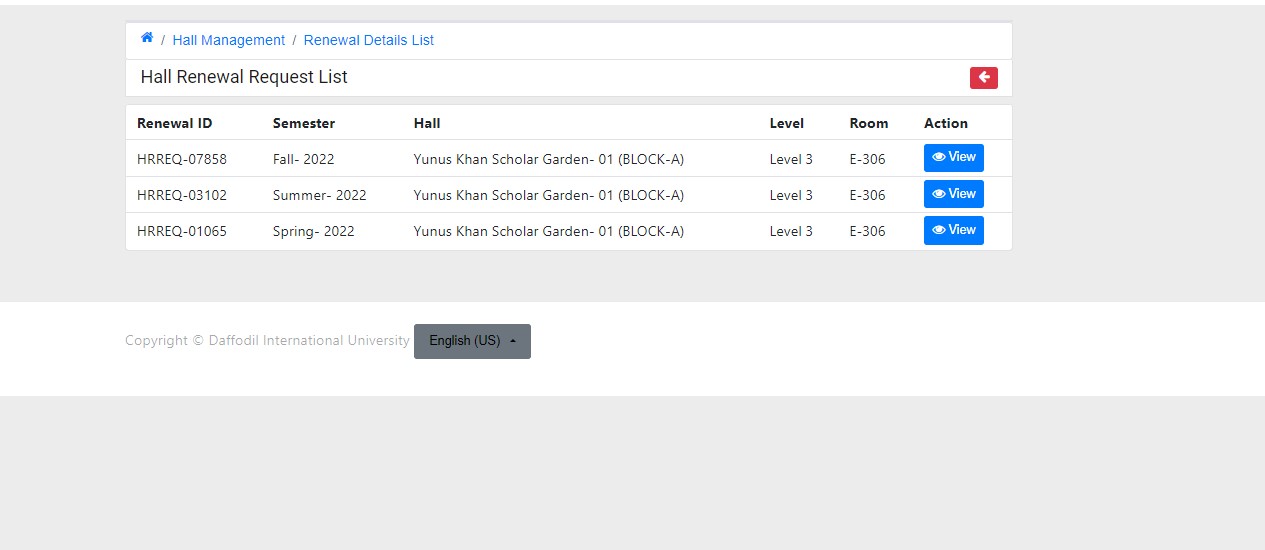 / Hall Management / Renewal Details List
Hall Renewal Request List
Renewal ID Semester Hall Level Room Action
HRREQ-07858 Fall- 2022 Yunus Khan Scholar Garden- 01 (BLOCK-A) Level 3 E-306 View
HRREQ-03102 Summer- 2022 Yunus Khan Scholar Garden- 01 (BLOCK-A) Level 3 E-306 View
HRREQ-01065 Spring- 2022 Yunus Khan Scholar Garden- 01 (BLOCK-A) Level 3 E-306 View
Copyright © Daffodil International University English (US)